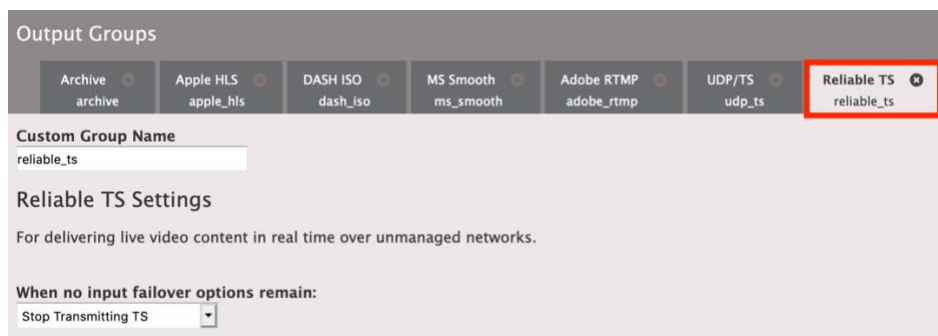 Output Groups
Archive Apple HLS DASH ISO MS Smooth Adobe RTMP UDP/TS Reliable TS
archive apple_hls dash_iso ms_smooth adobe_rtmp udp_ts reliable_ts
Custom Group Name
reliable_ts
Reliable TS Settings
For delivering live video content in real time over unmanaged networks.
When no input failover options remain:
Stop Transmitting TS